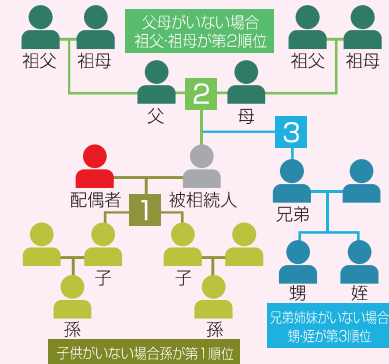 父母がいない場合
祖父・祖母が第2順位
祖父 祖母
祖父 祖母
2
父
母
3
配偶者
被相続人
兄弟
1
子
子
甥
姪
孫
孫
兄弟姉妹がいない場合
甥・姪が第3順位
子供がいない場合孫が第1順位